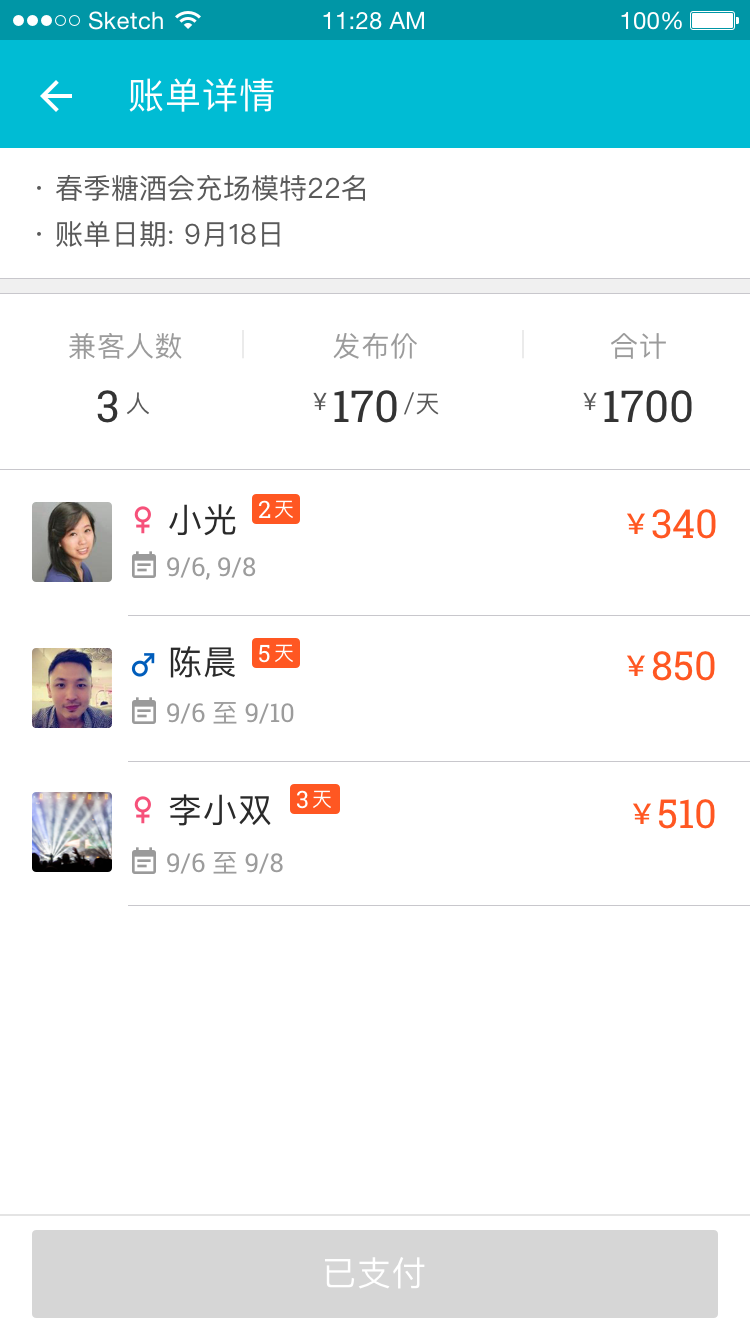 Sketch 11:28 AM 100%
账单详情
· 春季糖酒会充场模特22名
· 账单日期: 9月18日
兼客人数 发布价 合计
3人 ¥170/天 ¥1700
小光 2天 ¥340
9/6, 9/8
陈晨 5天 ¥850
9/6 至 9/10
李小双 3天 ¥510
9/6 至 9/8
已支付